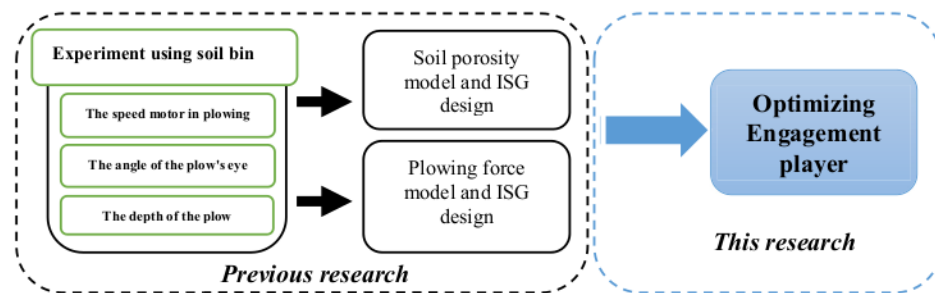 Experiment using soil bin
The speed motor in plowing
The angle of the plow's eye
The depth of the plow
Soil porosity
model and ISG
design
Plowing force
model and ISG
design
Previous research
Optimizing
Engagement
player
This research